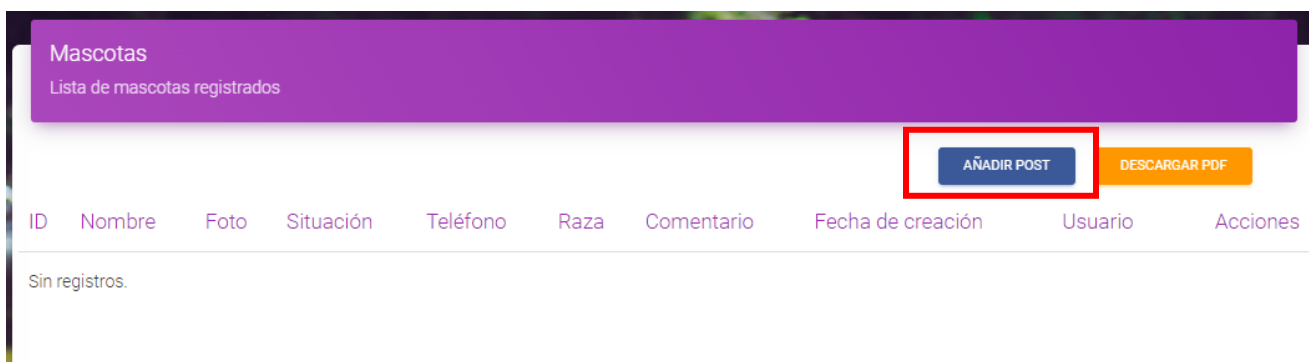 Mascotas
Lista de mascotas registrados
AÑADIR POST DESCARGAR PDF
ID Nombre Foto Situación Teléfono Raza Comentario Fecha de creación Usuario Acciones
Sin registros.